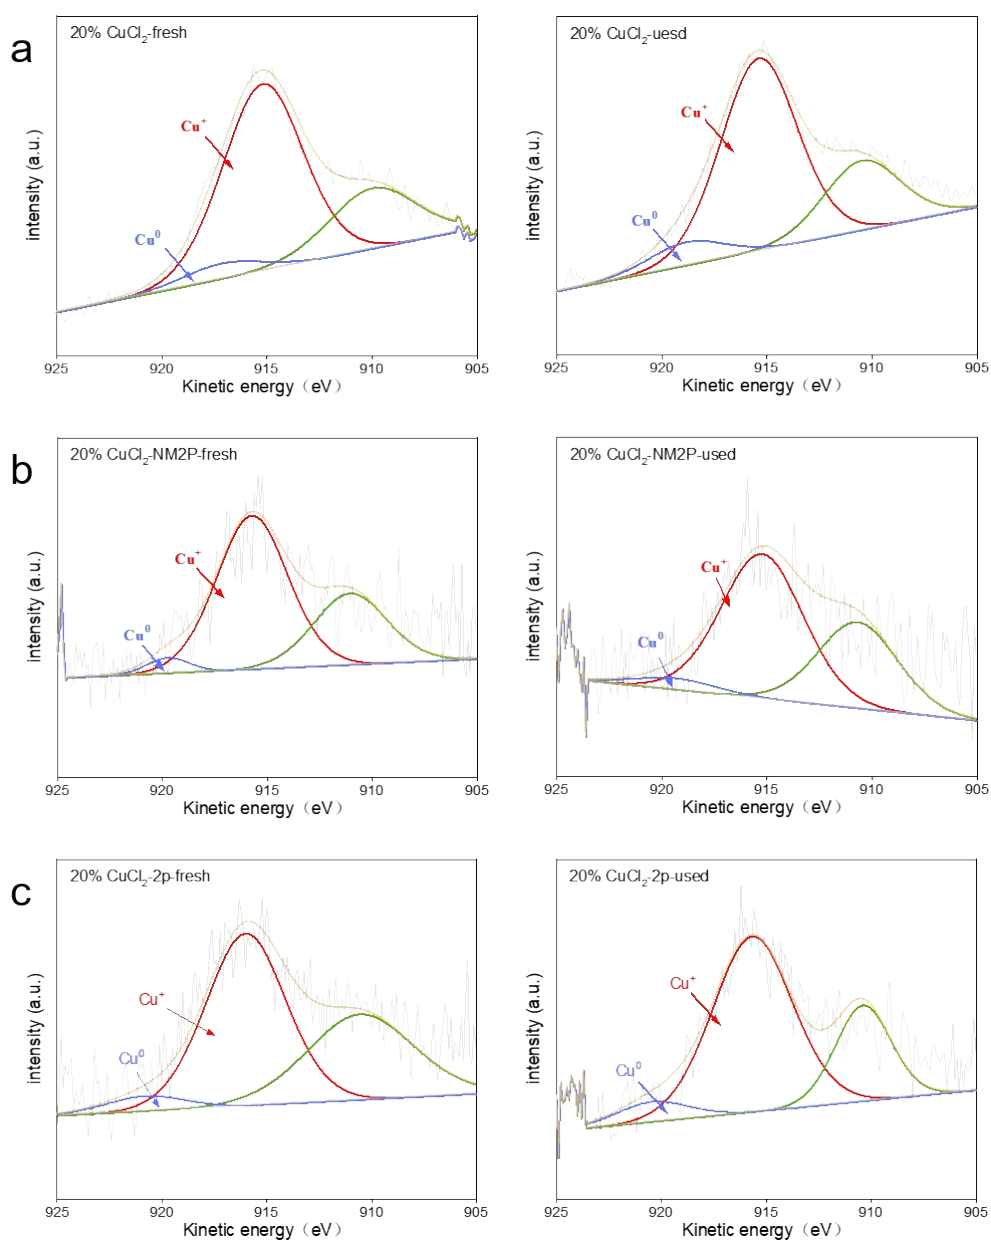 a
20% CuCl₂-fresh
intensity (a.u.)
Cu⁺
Cu⁰
925 920 915 910 905
Kinetic energy（eV）
20% CuCl₂-uesd
intensity (a.u.)
Cu⁺
Cu⁰
925 920 915 910 905
Kinetic energy（eV）
b
20% CuCl₂-NM2P-fresh
intensity (a.u.)
Cu⁺
Cu⁰
925 920 915 910 905
Kinetic energy（eV）
20% CuCl₂-NM2P-used
intensity (a.u.)
Cu⁺
Cu⁰
925 920 915 910 905
Kinetic energy（eV）
c
20% CuCl₂-2p-fresh
intensity (a.u.)
Cu⁺
Cu⁰
925 920 915 910 905
Kinetic energy（eV）
20% CuCl₂-2p-used
intensity (a.u.)
Cu⁺
Cu⁰
925 920 915 910 905
Kinetic energy（eV）